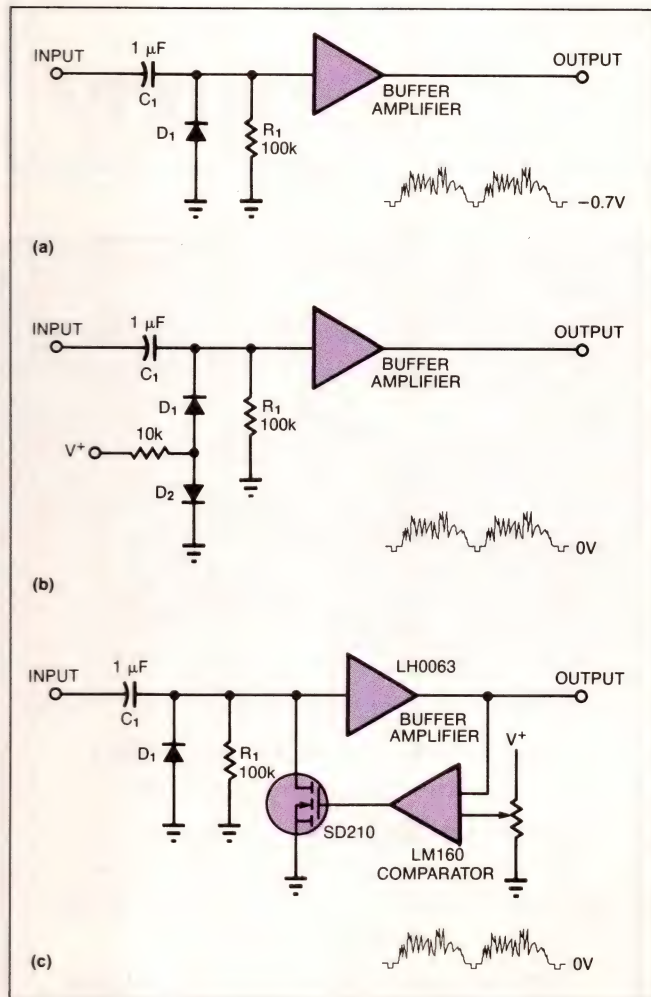 1 μF
INPUT
OUTPUT
C₁
D₁
R₁
100k
BUFFER
AMPLIFIER
−0.7V
(a)
1 μF
INPUT
OUTPUT
C₁
D₁
R₁
100k
BUFFER
AMPLIFIER
10k
V⁺
D₂
0V
(b)
1 μF
LH0063
INPUT
OUTPUT
C₁
BUFFER
AMPLIFIER
V⁺
D₁
R₁
100k
SD210
LM160
COMPARATOR
0V
(c)